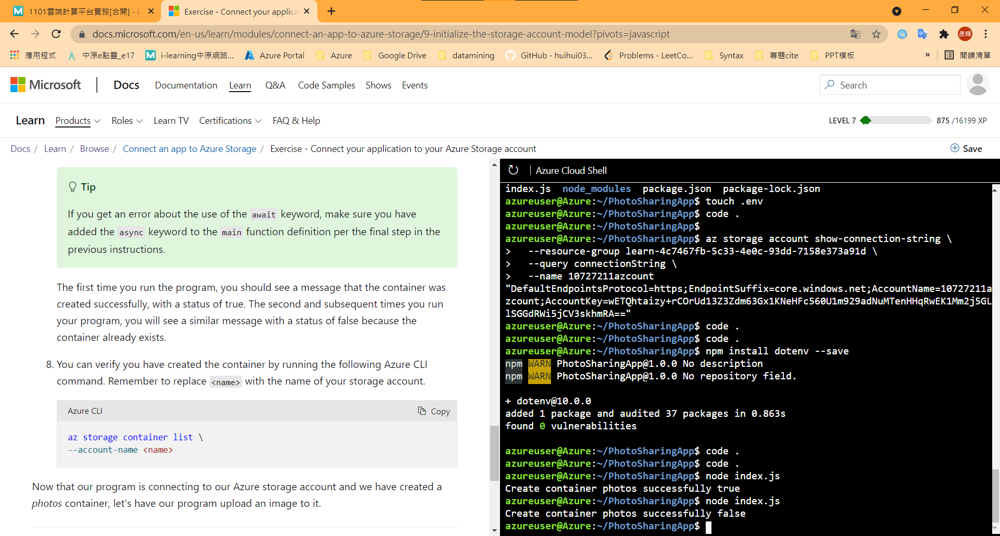 1101雲端計算平台實務[合開] - i-
Exercise - Connect your applica
docs.microsoft.com/en-us/learn/modules/connect-an-app-to-azure-storage/9-initialize-the-storage-account-model?pivots=javascript
彥輝
應用程式
中原e點靈_e17
i-learning中原網路...
Azure Portal
Azure
Google Drive
datamining
GitHub - huihui03...
Problems - LeetCo...
Syntax
專題cite
PPT模板
»
閱讀清單
Microsoft
Docs
Documentation
Learn
Q&A
Code Samples
Shows
Events
Search
Learn
Products
Roles
Learn TV
Certifications
FAQ & Help
LEVEL 7
875 /16199 XP
Docs / Learn / Browse / Connect an app to Azure Storage / Exercise - Connect your application to your Azure Storage account
Save
Tip
If you get an error about the use of the await keyword, make sure you have
added the async keyword to the main function definition per the final step in the
previous instructions.
The first time you run the program, you should see a message that the container was
created successfully, with a status of true. The second and subsequent times you run
your program, you will see a similar message with a status of false because the
container already exists.
8. You can verify you have created the container by running the following Azure CLI
command. Remember to replace <name> with the name of your storage account.
Azure CLI
Copy
az storage container list \
--account-name <name>
Now that our program is connecting to our Azure storage account and we have created a
photos container, let's have our program upload an image to it.
Azure Cloud Shell
index.js node_modules package.json package-lock.json
azureuser@Azure:~/PhotoSharingApp$ touch .env
azureuser@Azure:~/PhotoSharingApp$ code .
azureuser@Azure:~/PhotoSharingApp$
azureuser@Azure:~/PhotoSharingApp$ az storage account show-connection-string \
> --resource-group learn-4c7467fb-5c33-4e0c-93dd-7158e373a91d \
> --query connectionString \
> --name 10727211azcount
"DefaultEndpointsProtocol=https;EndpointSuffix=core.windows.net;AccountName=10727211a
zcount;AccountKey=wETQhtaizy+rCOrUd13Z3Zdm63Gx1KNeHFc560U1m929adNuMTenHHqRwEK1Mm2j5GL
lSGGdRWi5jCV3skhmRA=="
azureuser@Azure:~/PhotoSharingApp$ code .
azureuser@Azure:~/PhotoSharingApp$ code .
azureuser@Azure:~/PhotoSharingApp$ npm install dotenv --save
npm WARN PhotoSharingApp@1.0.0 No description
npm WARN PhotoSharingApp@1.0.0 No repository field.
+ dotenv@10.0.0
added 1 package and audited 37 packages in 0.863s
found 0 vulnerabilities
azureuser@Azure:~/PhotoSharingApp$ code .
azureuser@Azure:~/PhotoSharingApp$ code .
azureuser@Azure:~/PhotoSharingApp$ node index.js
Create container photos successfully true
azureuser@Azure:~/PhotoSharingApp$ node index.js
Create container photos successfully false
azureuser@Azure:~/PhotoSharingApp$